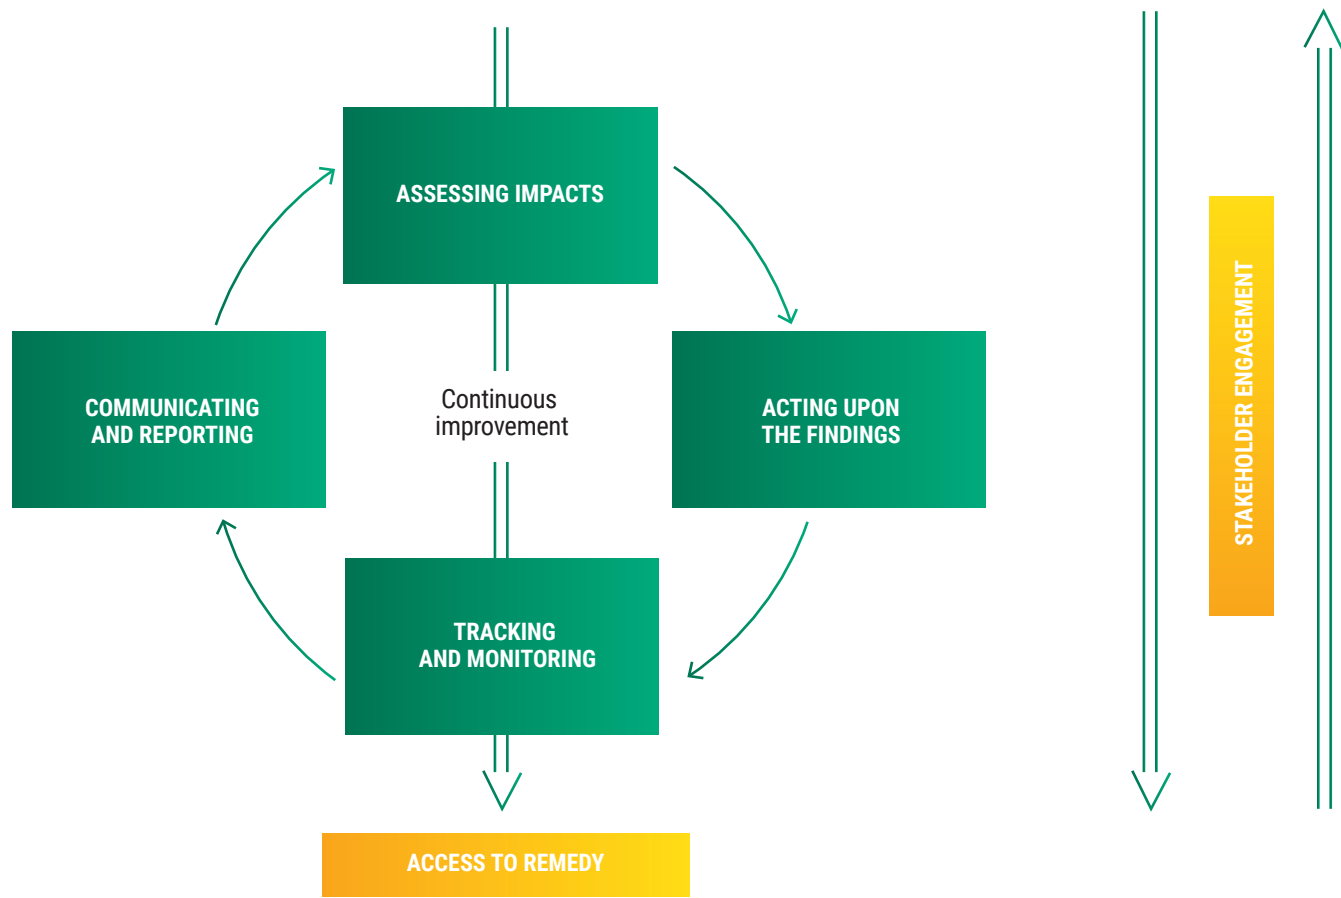 ASSESSING IMPACTS
COMMUNICATING
AND REPORTING
Continuous
improvement
ACTING UPON
THE FINDINGS
TRACKING
AND MONITORING
ACCESS TO REMEDY
STAKEHOLDER ENGAGEMENT